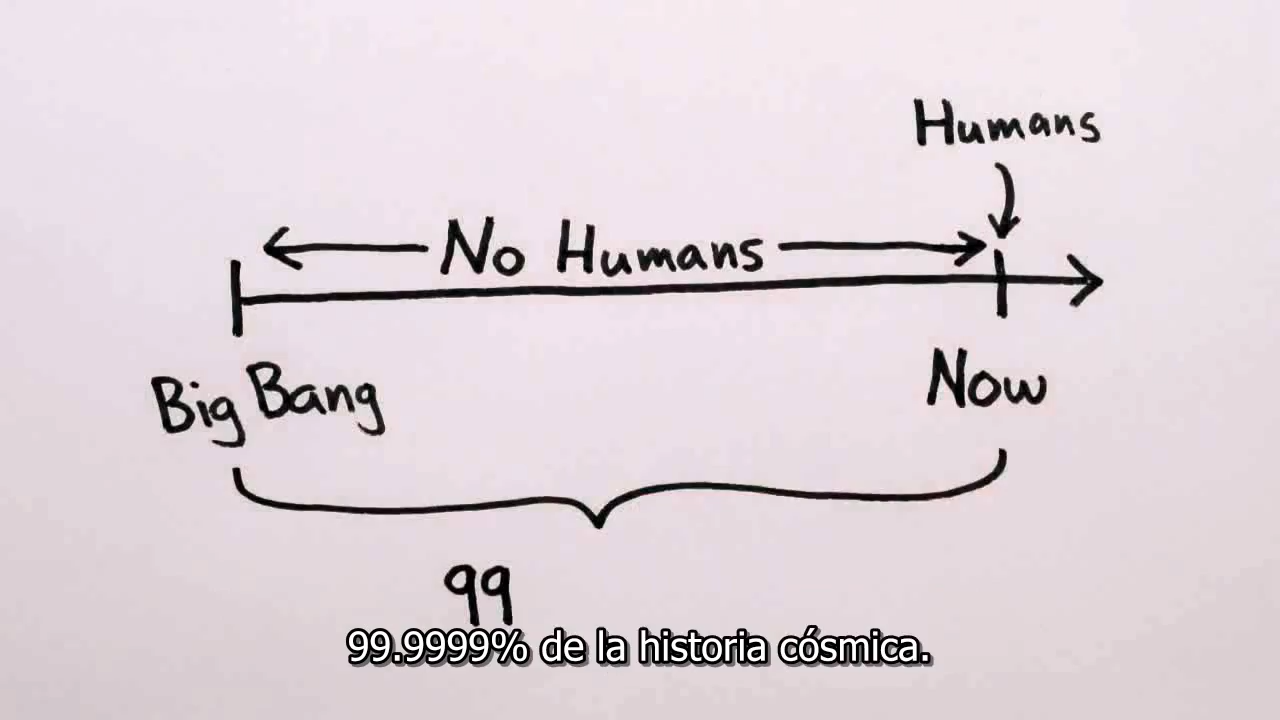 Humans
No Humans
Big Bang
Now
99
99.9999% de la historia cósmica.